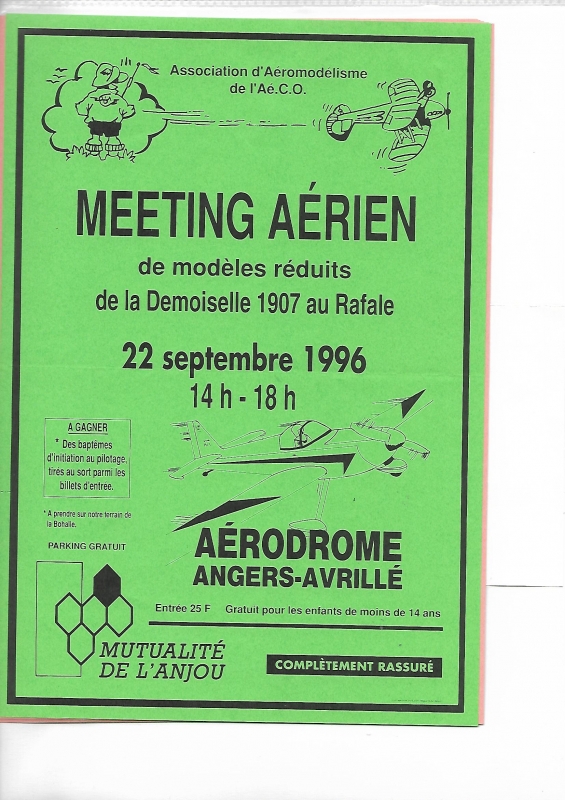 Association d'Aéromodélisme
de l'Aé.C.O.
MEETING AÉRIEN
de modèles réduits
de la Demoiselle 1907 au Rafale
22 septembre 1996
14 h - 18 h
A GAGNER
* Des baptêmes
d'initiation au pilotage,
tirés au sort parmi les
billets d'entrée.
* A prendre sur notre terrain de
la Bohalle.
PARKING GRATUIT
AÉRODROME
ANGERS-AVRILLÉ
Entrée 25 F Gratuit pour les enfants de moins de 14 ans
MUTUALITÉ
DE L'ANJOU
COMPLÈTEMENT RASSURÉ